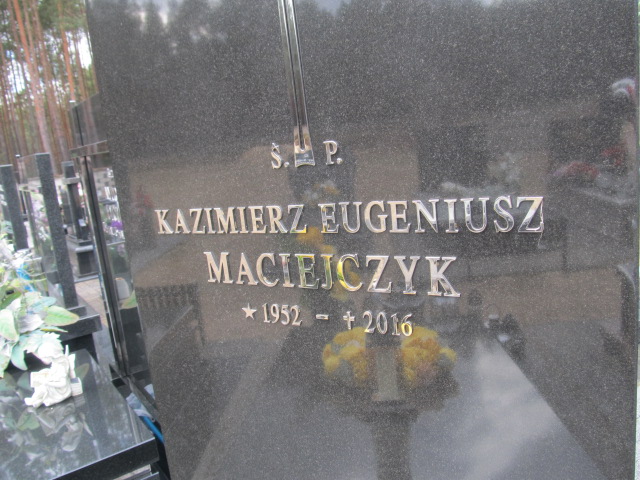 Ś. P.
KAZIMIERZ EUGENIUSZ
MACIEJCZYK
★1952 - ✝2016